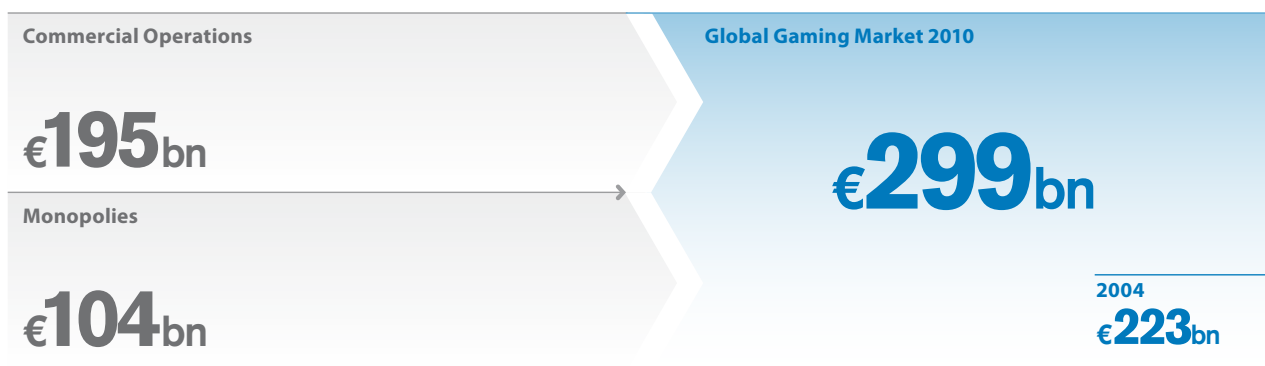 Commercial Operations
€195bn
Monopolies
€104bn
Global Gaming Market 2010
€299bn
2004
€223bn